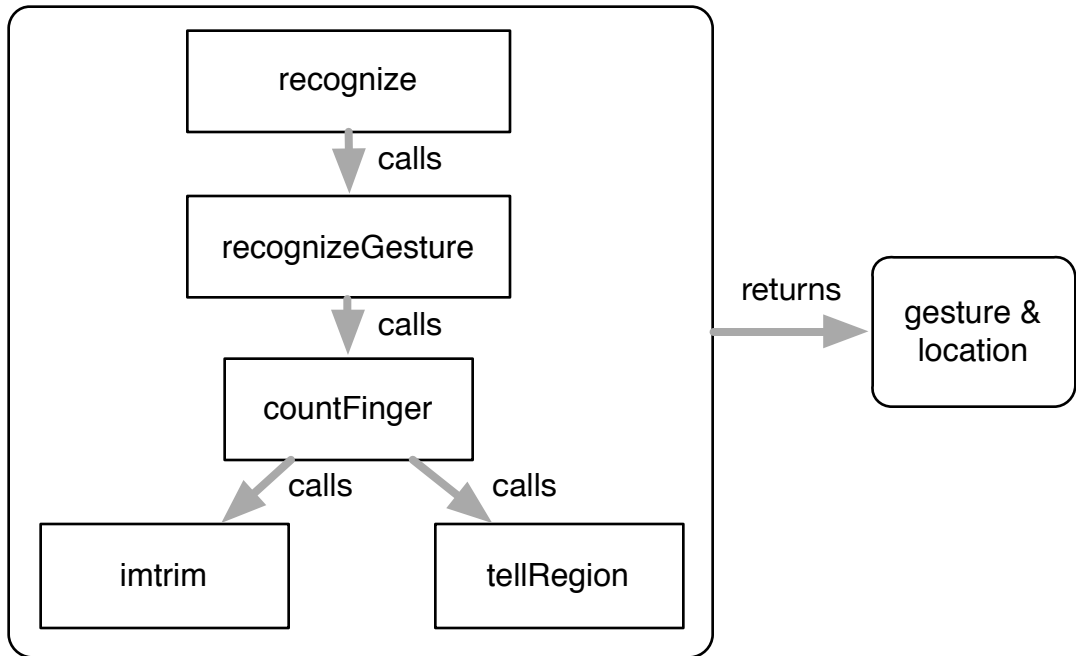 recognize
calls
recognizeGesture
calls
countFinger
calls
calls
imtrim
tellRegion
returns
gesture &
location